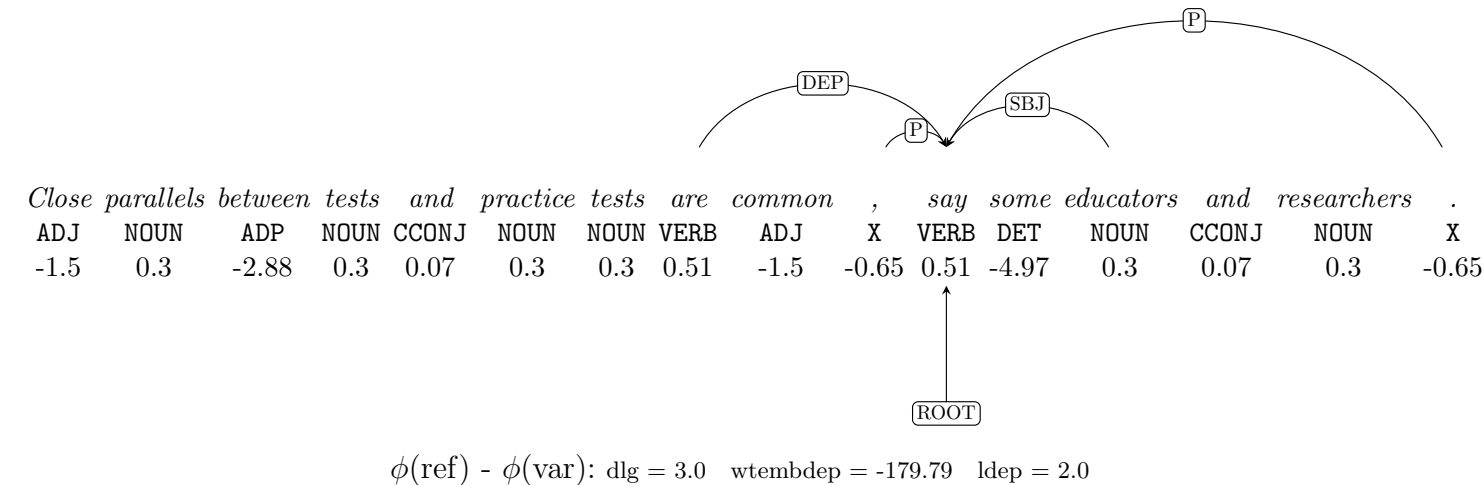 P
DEP
SBJ
P
Close parallels between tests and practice tests are common , say some educators and researchers .
ADJ NOUN ADP NOUN CCONJ NOUN NOUN VERB ADJ X VERB DET NOUN CCONJ NOUN X
-1.5 0.3 -2.88 0.3 0.07 0.3 0.3 0.51 -1.5 -0.65 0.51 -4.97 0.3 0.07 0.3 -0.65
ROOT
ϕ(ref) - ϕ(var): dlg = 3.0 wtembdep = -179.79 ldep = 2.0